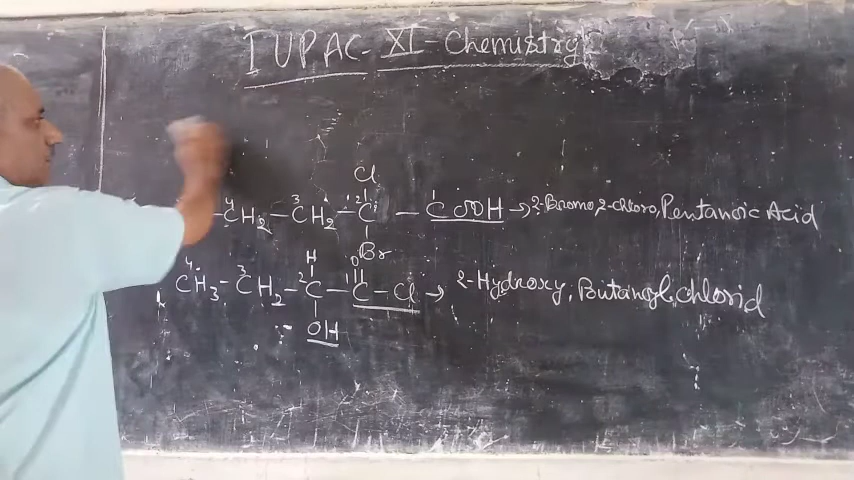 IUPAC-XI-Chemistry
Cl
-4CH2-3CH2-2C-1COOH→2-Bromo,2-chloro,Pentanoic Acid
Br
H O
4CH3-3CH2-2C-1C-Cl→2-Hydroxy,Butanoyl,chlorid
OH